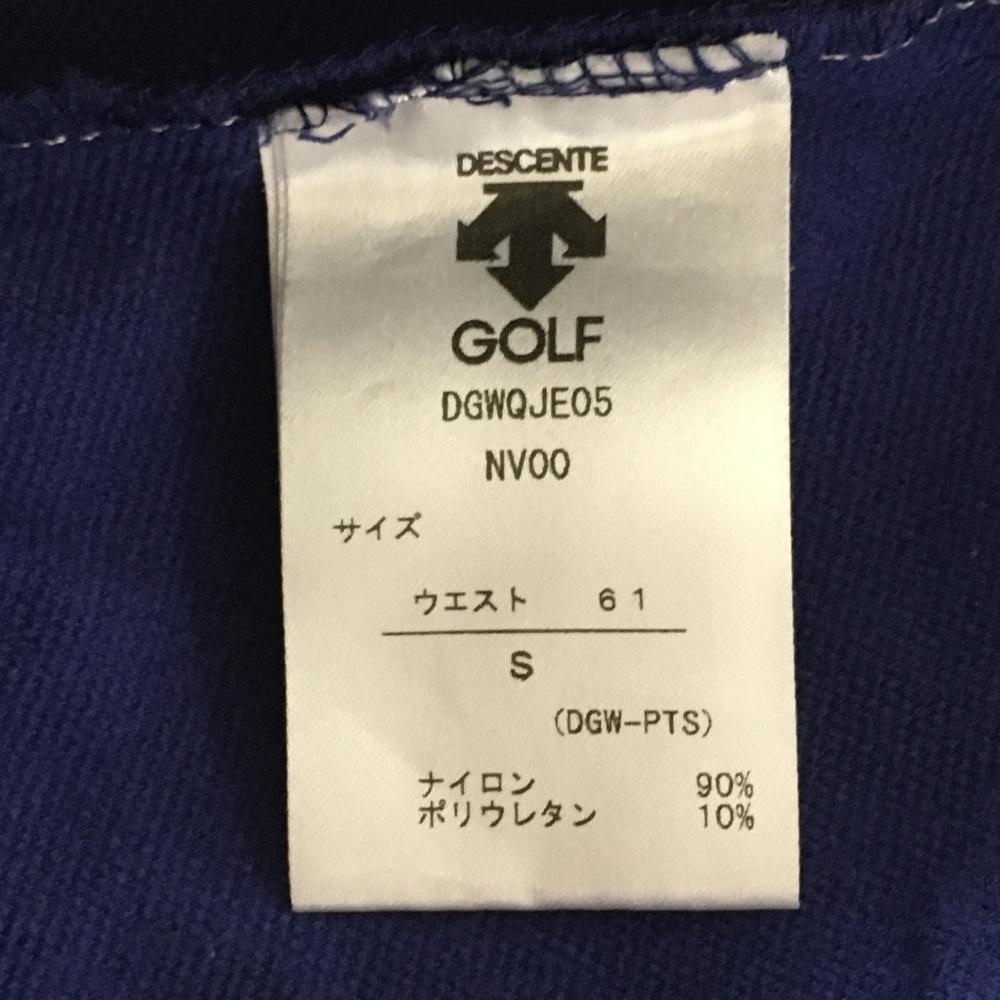 DESCENTE
GOLF
DGWQJE05
NV00
サイズ
ウエスト 61
S
(DGW-PTS)
ナイロン 90%
ポリウレタン 10%